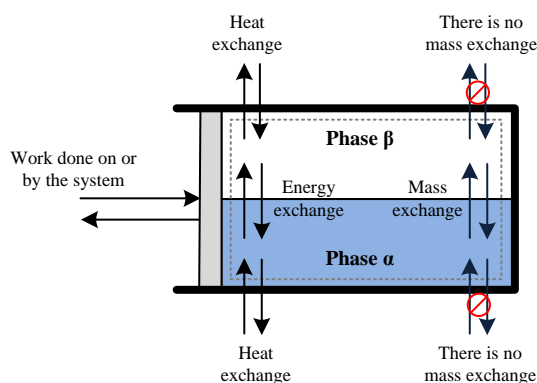 Heat
exchange
There is no
mass exchange
Phase β
Work done on or
by the system
Energy
exchange
Mass
exchange
Phase α
Heat
exchange
There is no
mass exchange